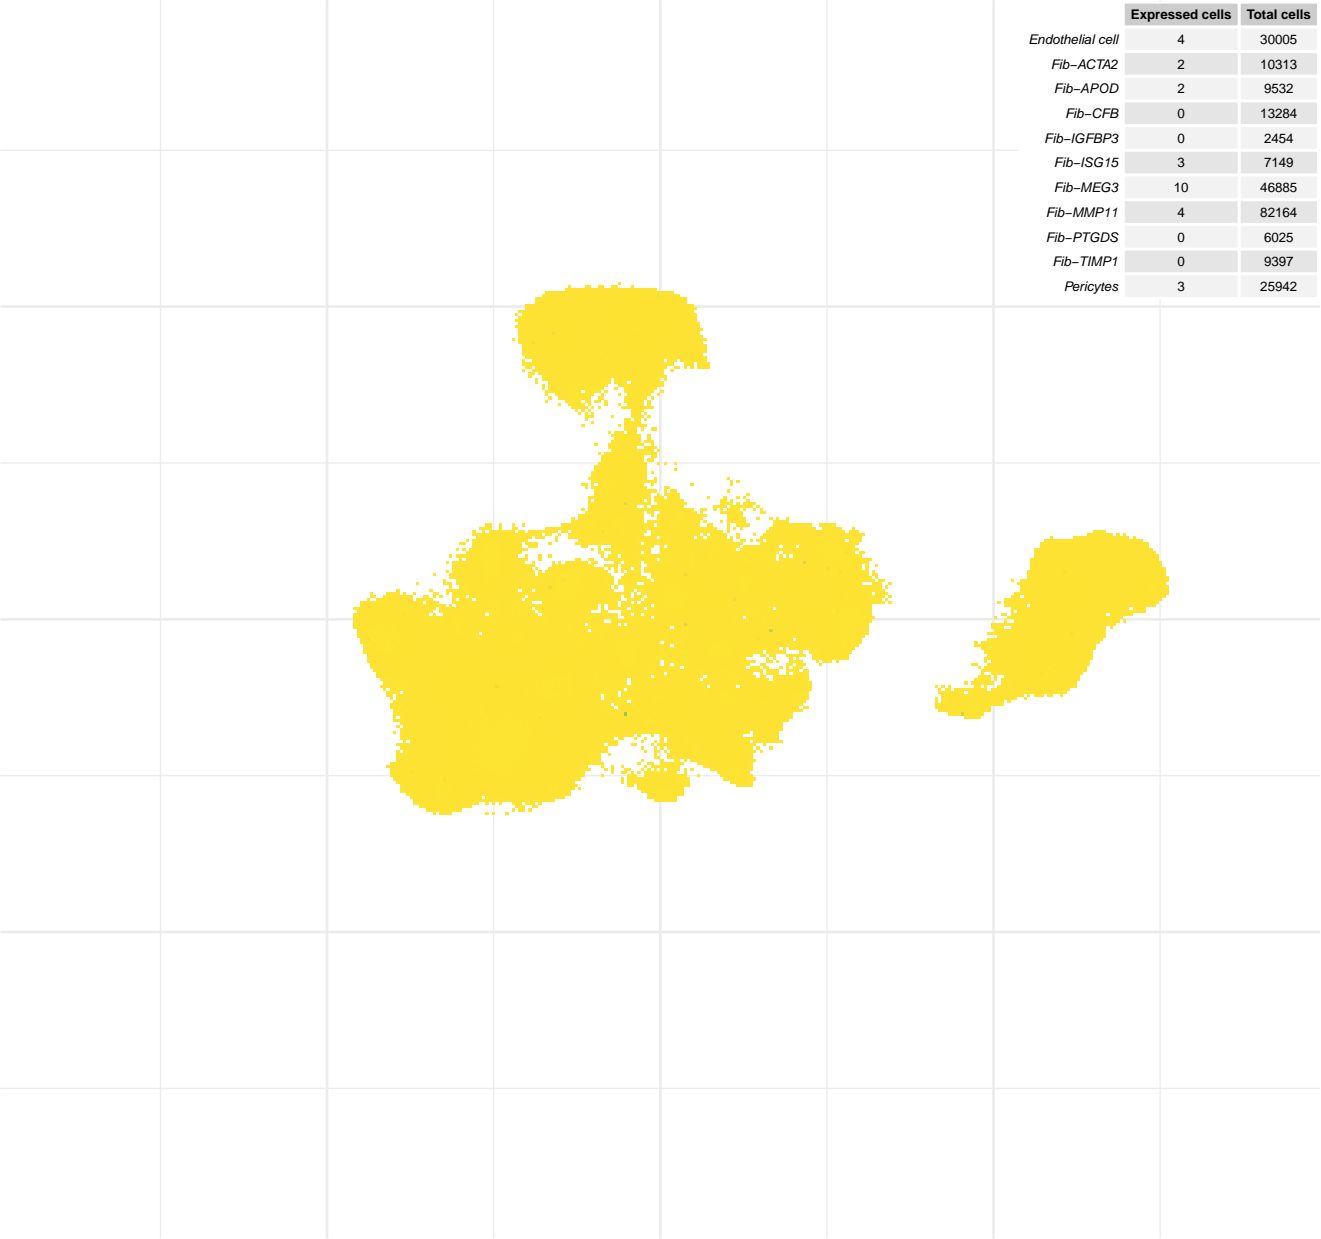 Expressed cells Total cells
Endothelial cell 4 30005
Fib−ACTA2 2 10313
Fib−APOD 2 9532
Fib−CFB 0 13284
Fib−IGFBP3 0 2454
Fib−ISG15 3 7149
Fib−MEG3 10 46885
Fib−MMP11 4 82164
Fib−PTGDS 0 6025
Fib−TIMP1 0 9397
Pericytes 3 25942